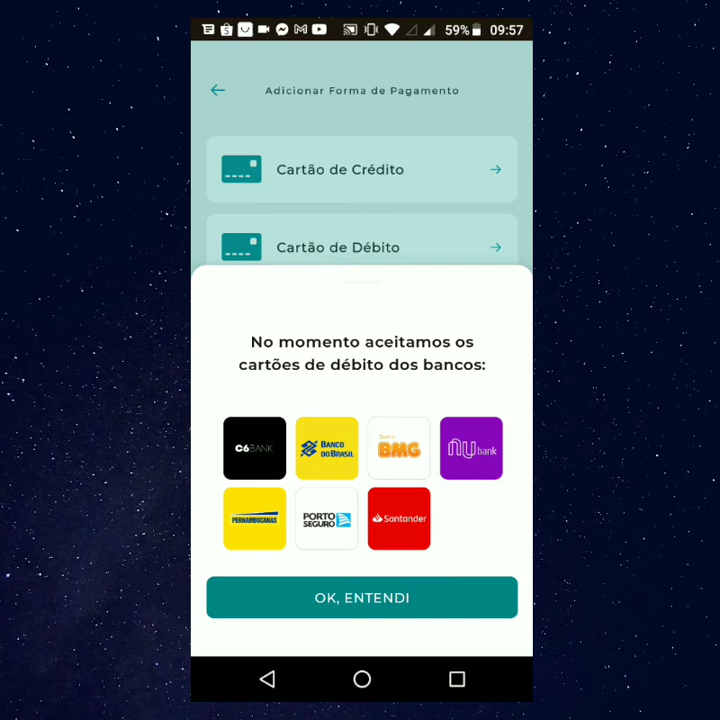 59% 09:57
Adicionar Forma de Pagamento
Cartão de Crédito
Cartão de Débito
No momento aceitamos os
cartões de débito dos bancos:
C6BANK
BANCO
DO BRASIL
Banco
BMG
NU bank
PERNAMBUCANAS
PORTO
SEGURO
Santander
OK, ENTENDI